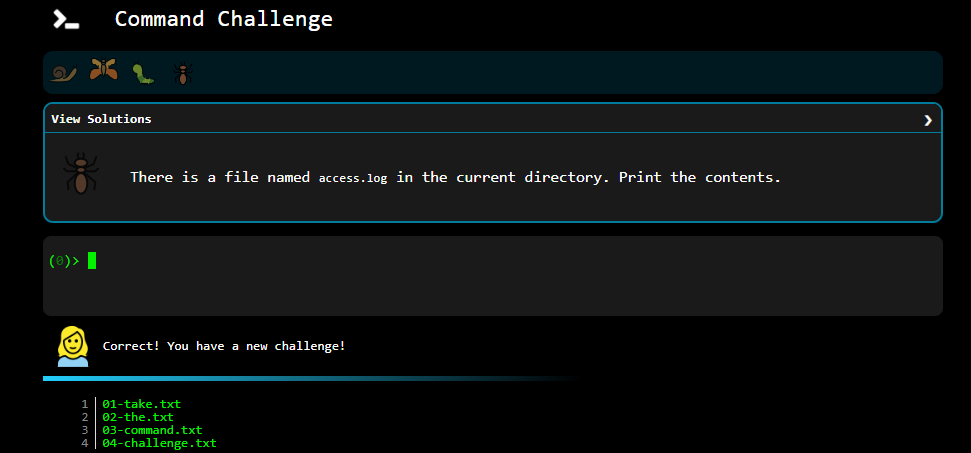 Command Challenge
View Solutions
There is a file named access.log in the current directory. Print the contents.
(0)>
Correct! You have a new challenge!
1 01-take.txt
2 02-the.txt
3 03-command.txt
4 04-challenge.txt